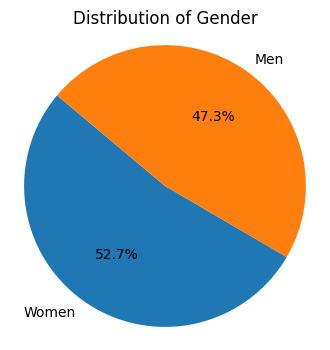 Distribution of Gender
Men
47.3%
52.7%
Women